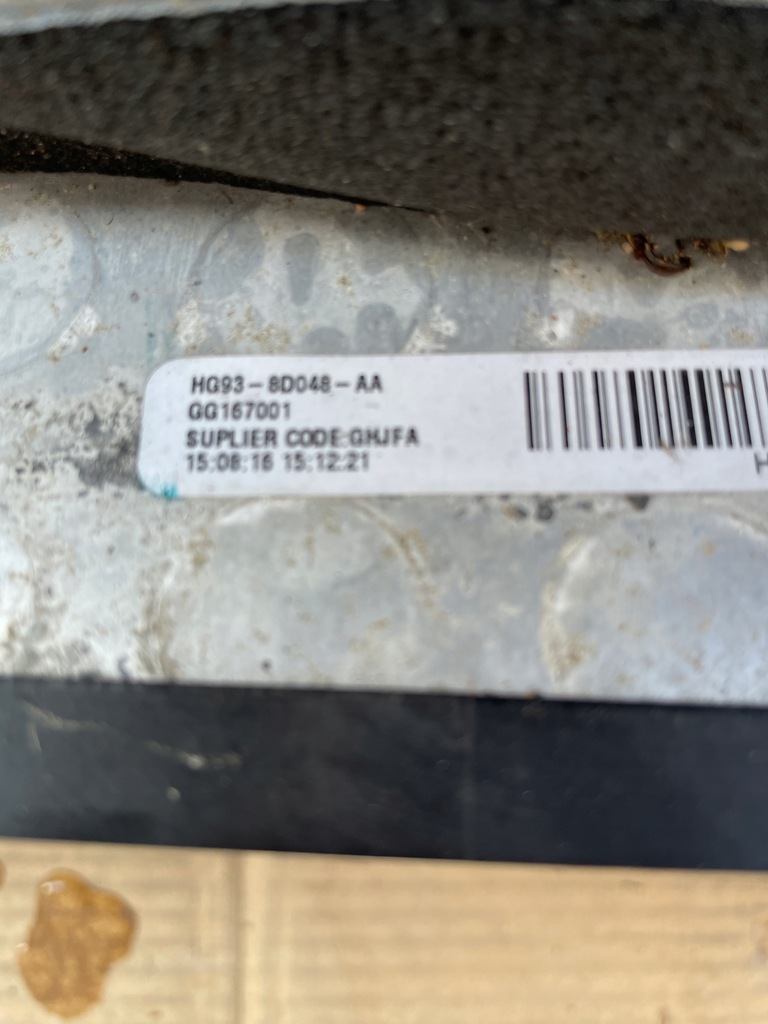 HG93-8D048-AA
GG167001
SUPLIER CODE:GHJFA
15:08:16 15:12:21
H